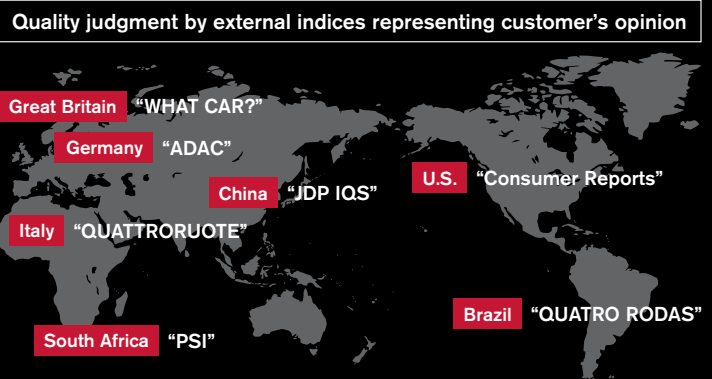 Quality judgment by external indices representing customer's opinion
Great Britain "WHAT CAR?"
Germany "ADAC"
China "JDP IQS"
U.S. "Consumer Reports"
Italy "QUATTRORUOTE"
Brazil "QUATRO RODAS"
South Africa "PSI"